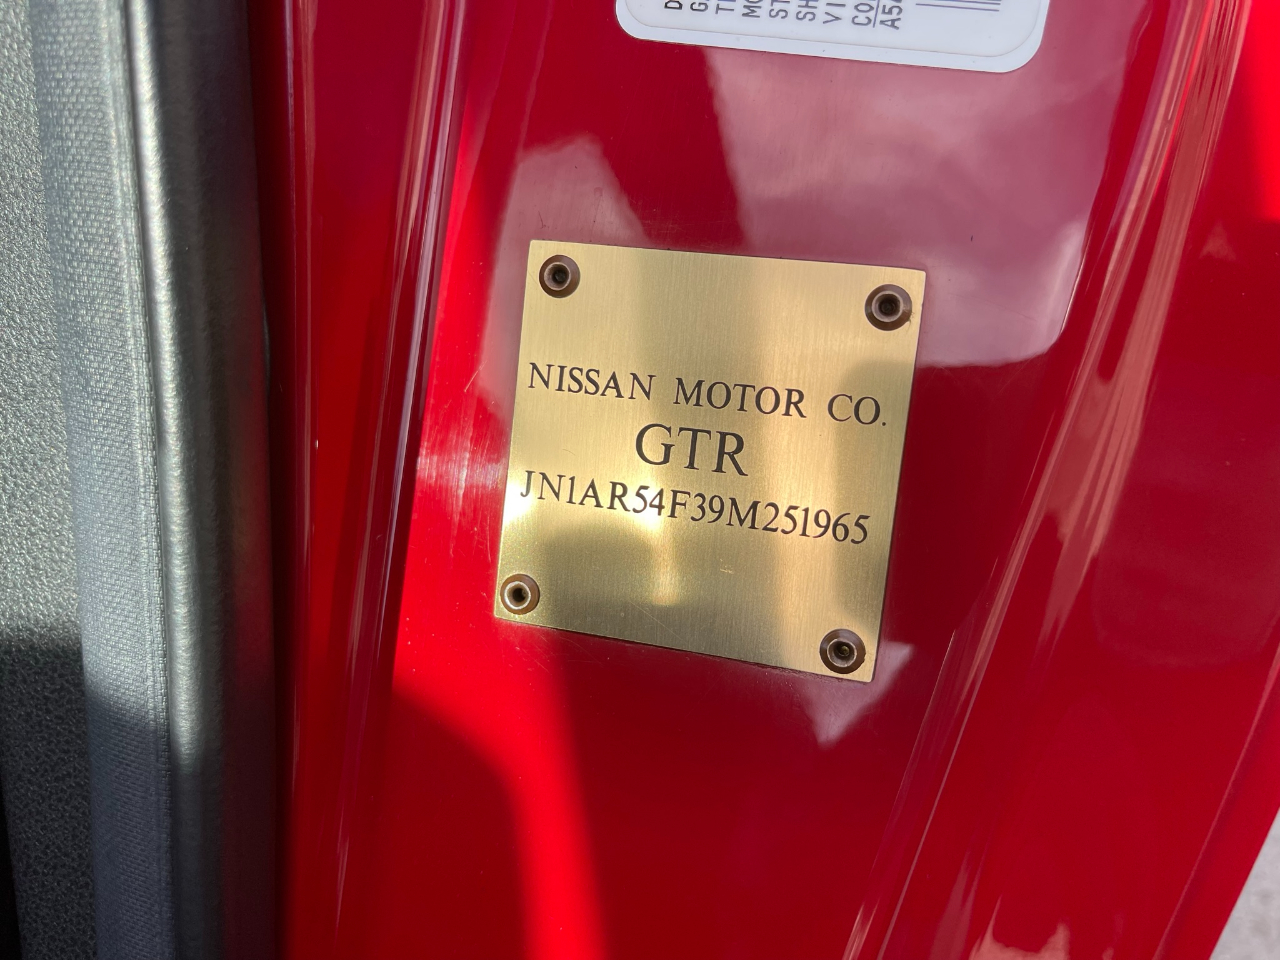 NISSAN MOTOR CO.
GTR
JN1AR54F39M251965